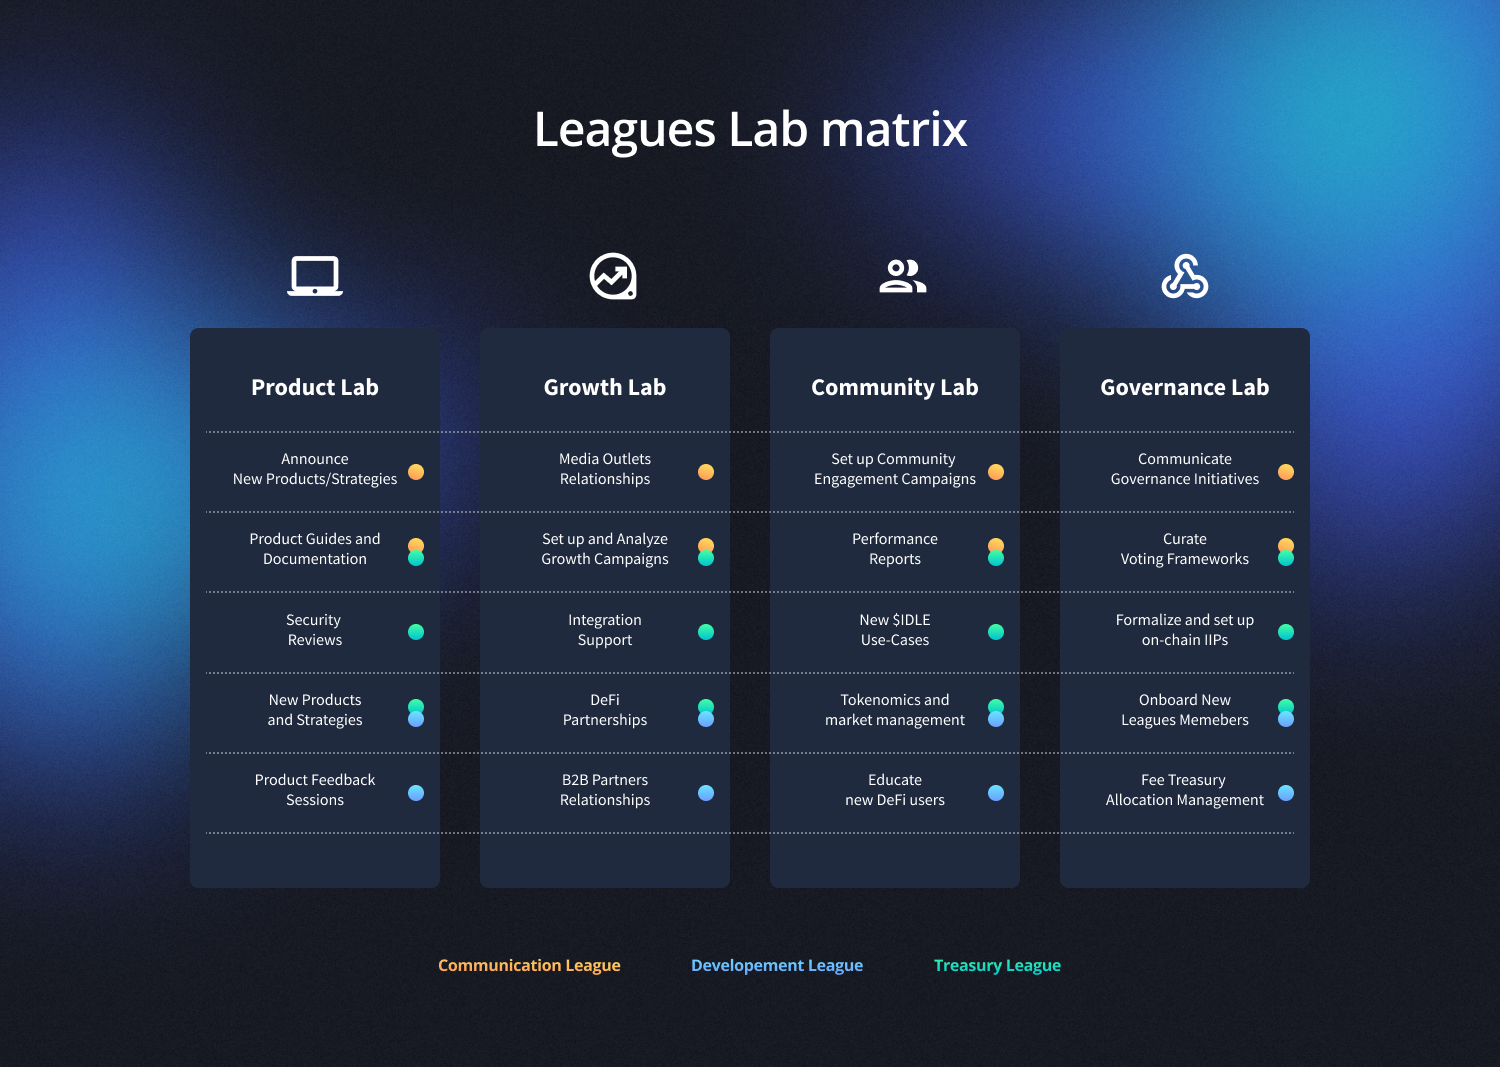 Leagues Lab matrix
Product Lab
Announce
New Products/Strategies
Product Guides and
Documentation
Security
Reviews
New Products
and Strategies
Product Feedback
Sessions
Growth Lab
Media Outlets
Relationships
Set up and Analyze
Growth Campaigns
Integration
Support
DeFi
Partnerships
B2B Partners
Relationships
Community Lab
Set up Community
Engagement Campaigns
Performance
Reports
New $IDLE
Use-Cases
Tokenomics and
market management
Educate
new DeFi users
Governance Lab
Communicate
Governance Initiatives
Curate
Voting Frameworks
Formalize and set up
on-chain IIPs
Onboard New
Leagues Memebers
Fee Treasury
Allocation Management
Communication League
Developement League
Treasury League